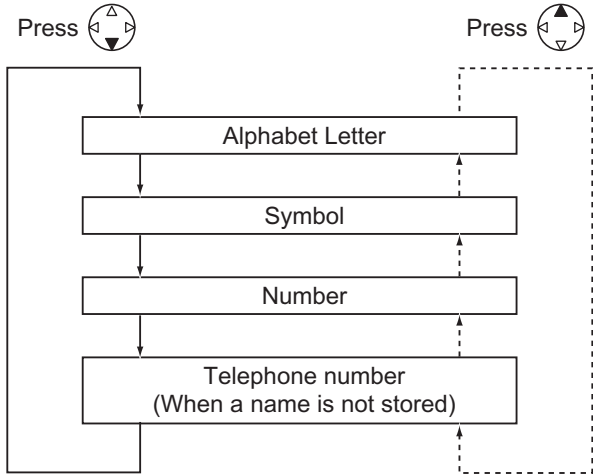 Press
Press
Alphabet Letter
Symbol
Number
Telephone number
(When a name is not stored)